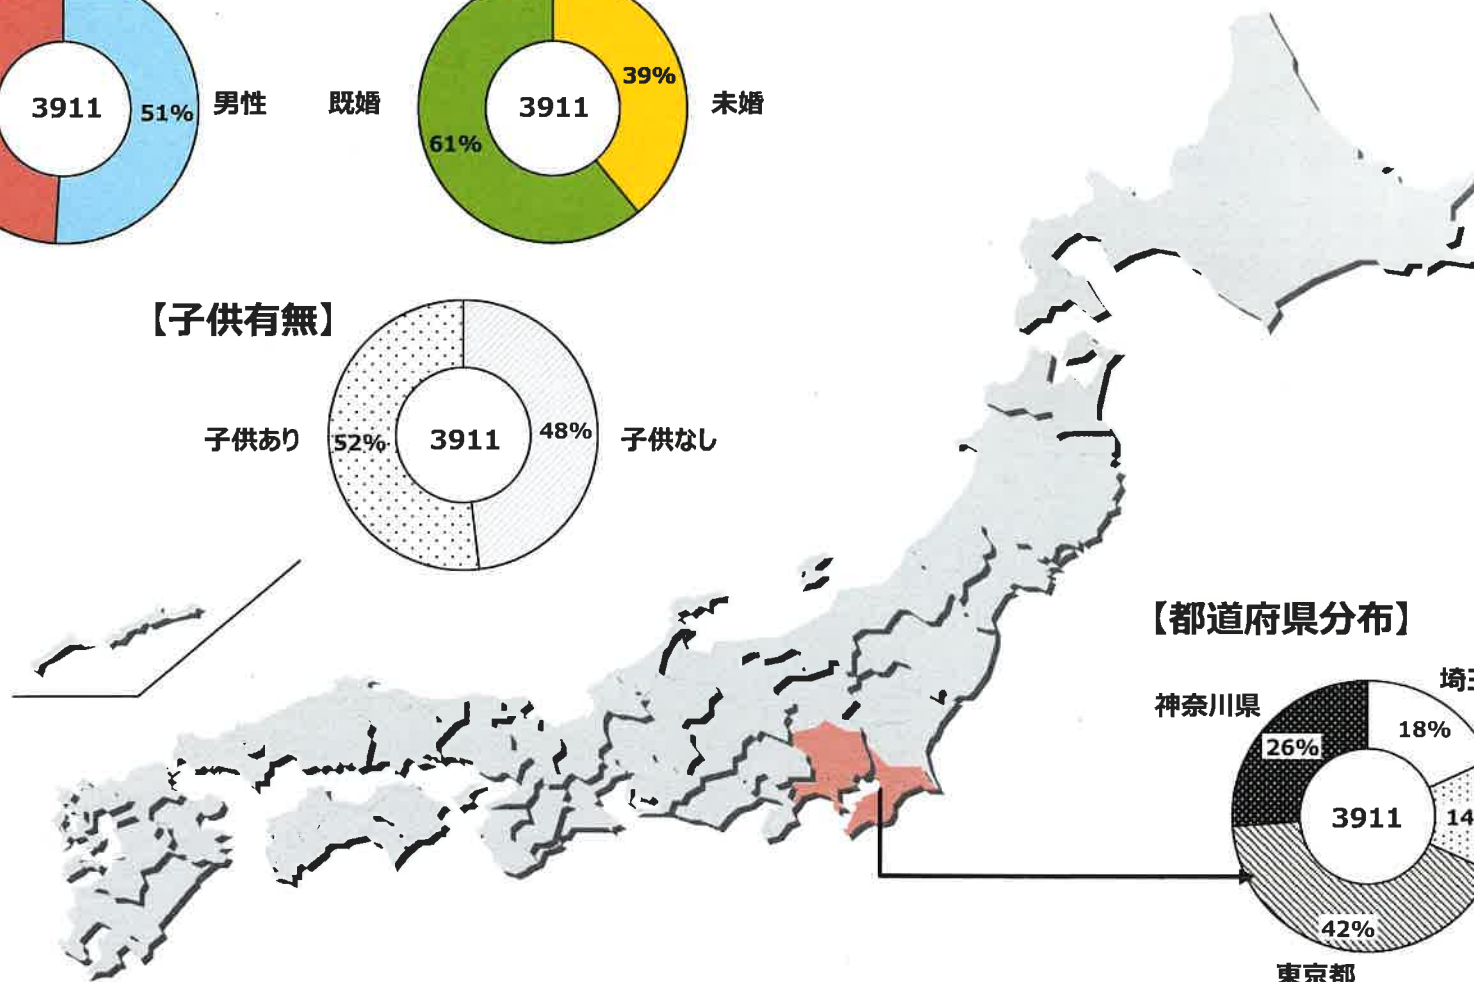 3911
51%
男性
既婚
3911
39%
61%
未婚
【子供有無】
子供あり
52%
3911
48%
子供なし
【都道府県分布】
神奈川県
26%
18%
3911
14
42%
東京都